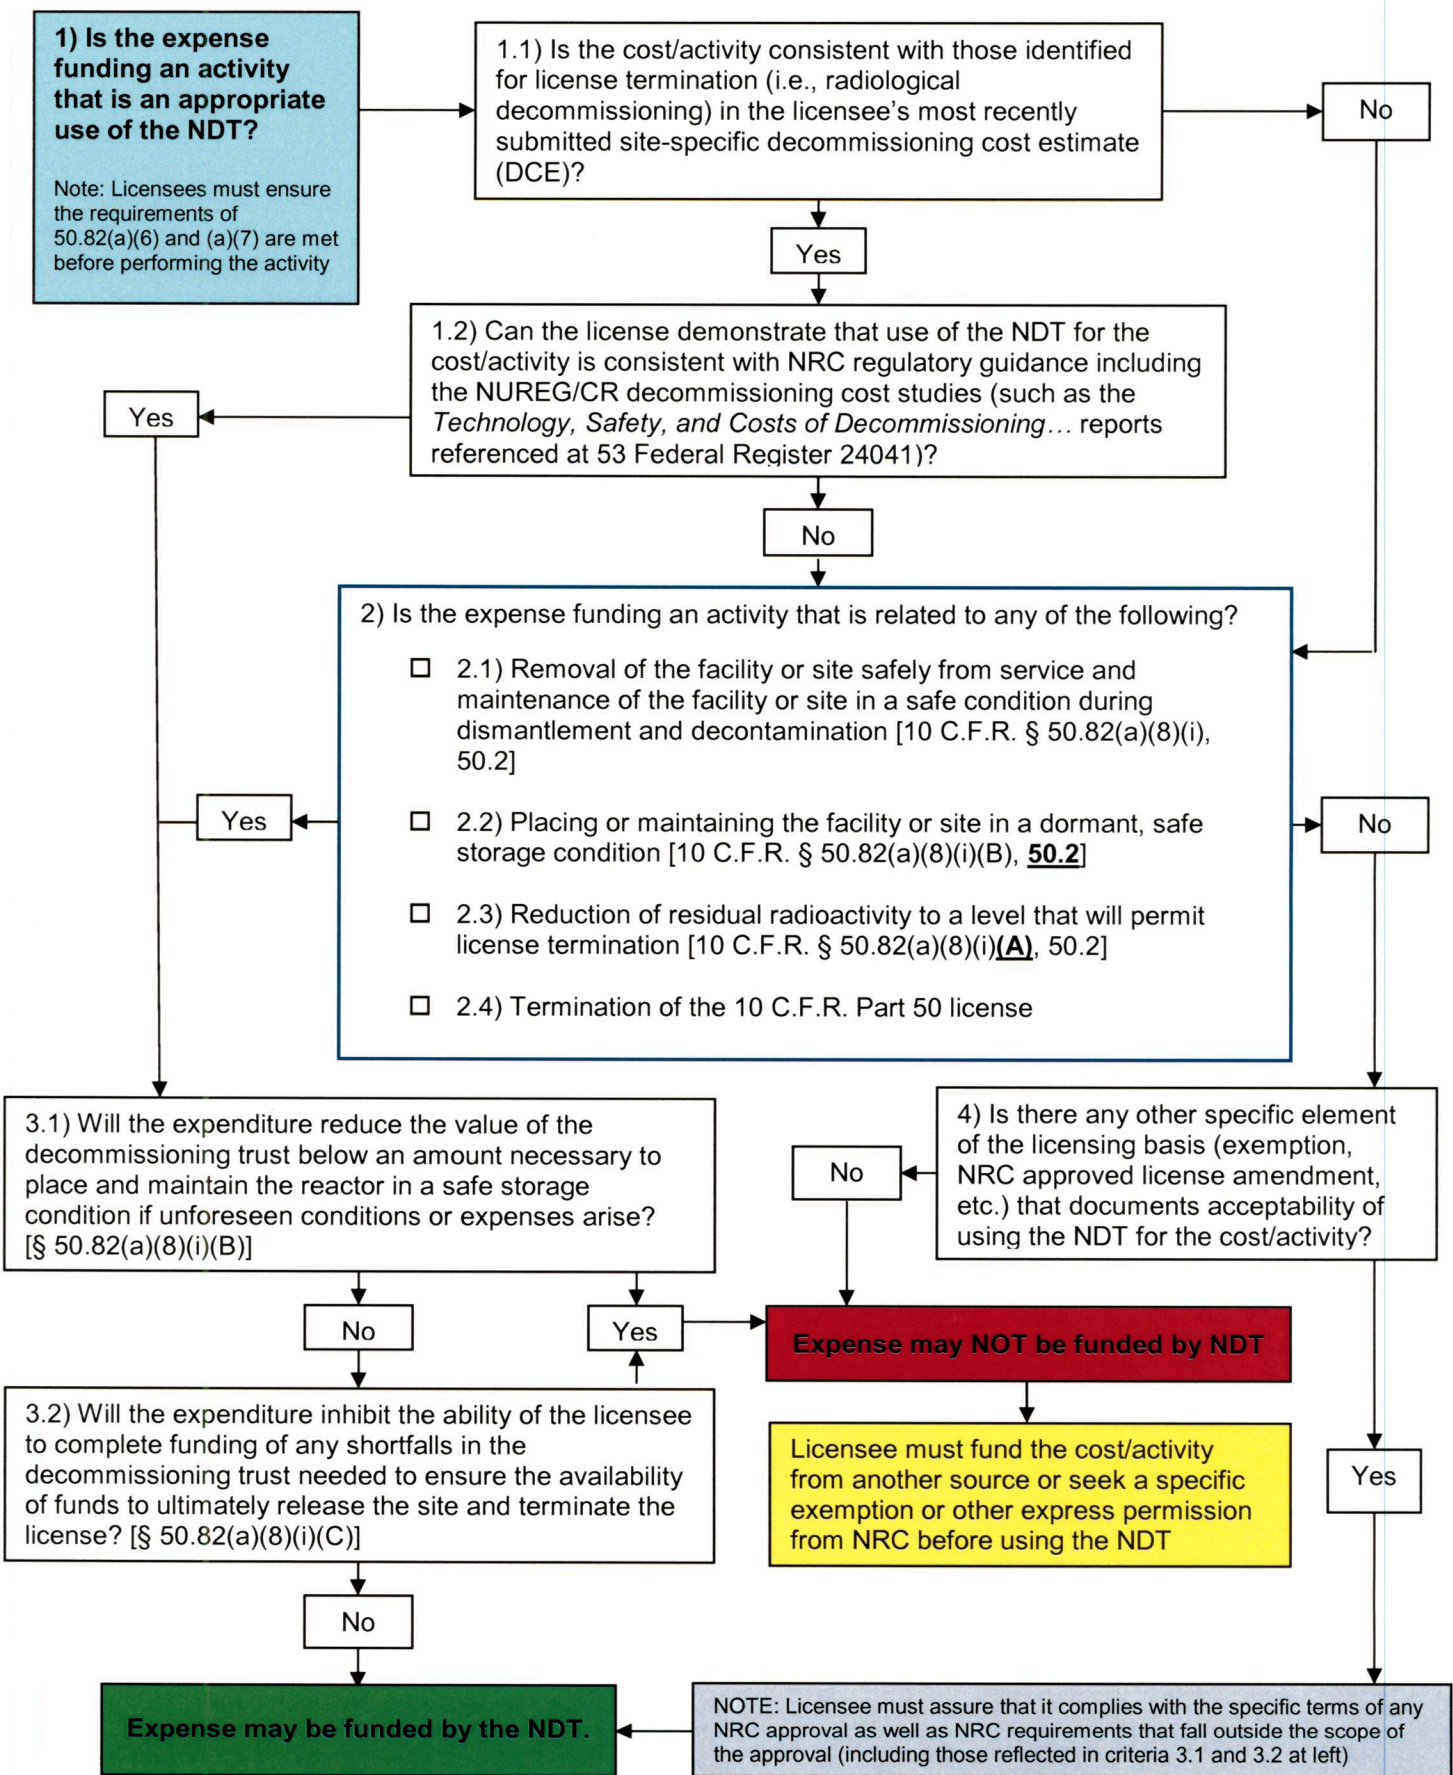 1) Is the expense
funding an activity
that is an appropriate
use of the NDT?
Note: Licensees must ensure
the requirements of
50.82(a)(6) and (a)(7) are met
before performing the activity
1.1) Is the cost/activity consistent with those identified
for license termination (i.e., radiological
decommissioning) in the licensee's most recently
submitted site-specific decommissioning cost estimate
(DCE)?
No
Yes
1.2) Can the license demonstrate that use of the NDT for the
cost/activity is consistent with NRC regulatory guidance including
the NUREG/CR decommissioning cost studies (such as the
Technology, Safety, and Costs of Decommissioning… reports
referenced at 53 Federal Register 24041)?
Yes
No
2) Is the expense funding an activity that is related to any of the following?
☐ 2.1) Removal of the facility or site safely from service and
maintenance of the facility or site in a safe condition during
dismantlement and decontamination [10 C.F.R. § 50.82(a)(8)(i),
50.2]
☐ 2.2) Placing or maintaining the facility or site in a dormant, safe
storage condition [10 C.F.R. § 50.82(a)(8)(i)(B), 50.2]
☐ 2.3) Reduction of residual radioactivity to a level that will permit
license termination [10 C.F.R. § 50.82(a)(8)(i)(A), 50.2]
☐ 2.4) Termination of the 10 C.F.R. Part 50 license
Yes
No
3.1) Will the expenditure reduce the value of the
decommissioning trust below an amount necessary to
place and maintain the reactor in a safe storage
condition if unforeseen conditions or expenses arise?
[§ 50.82(a)(8)(i)(B)]
4) Is there any other specific element
of the licensing basis (exemption,
NRC approved license amendment,
etc.) that documents acceptability of
using the NDT for the cost/activity?
No
No
Yes
Expense may NOT be funded by NDT
3.2) Will the expenditure inhibit the ability of the licensee
to complete funding of any shortfalls in the
decommissioning trust needed to ensure the availability
of funds to ultimately release the site and terminate the
license? [§ 50.82(a)(8)(i)(C)]
Licensee must fund the cost/activity
from another source or seek a specific
exemption or other express permission
from NRC before using the NDT
Yes
No
Expense may be funded by the NDT.
NOTE: Licensee must assure that it complies with the specific terms of any
NRC approval as well as NRC requirements that fall outside the scope of
the approval (including those reflected in criteria 3.1 and 3.2 at left)